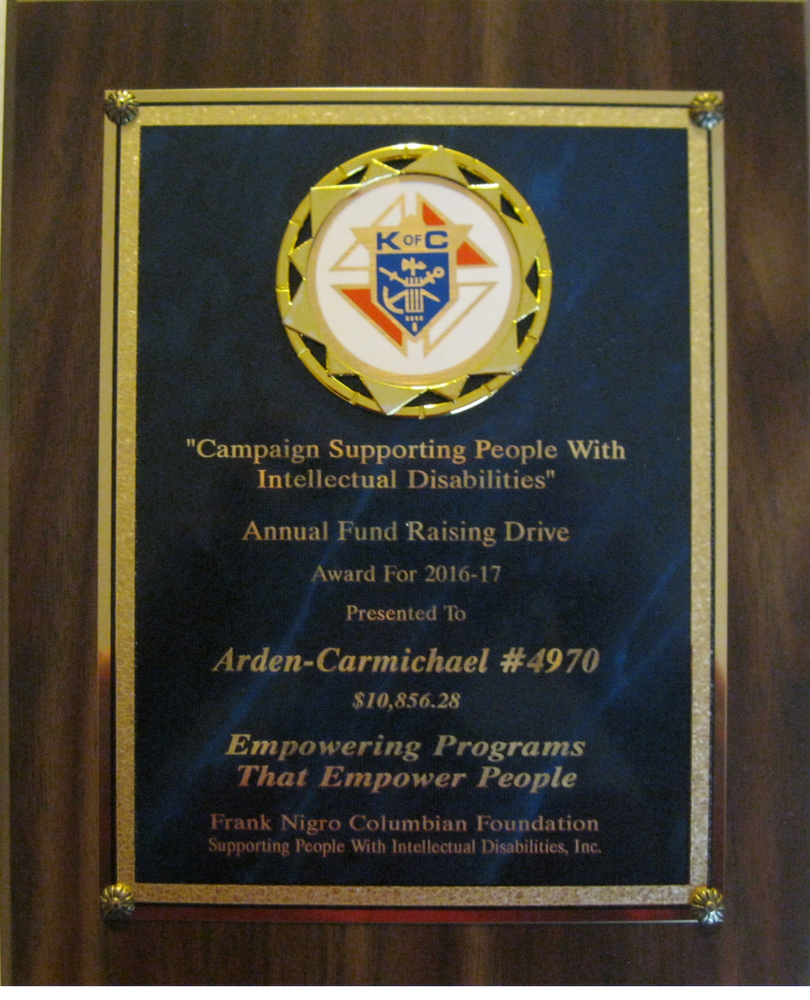 K OF C
"Campaign Supporting People With
Intellectual Disabilities"
Annual Fund Raising Drive
Award For 2016-17
Presented To
Arden-Carmichael #4970
$10,856.28
Empowering Programs
That Empower People
Frank Nigro Columbian Foundation
Supporting People With Intellectual Disabilities, Inc.